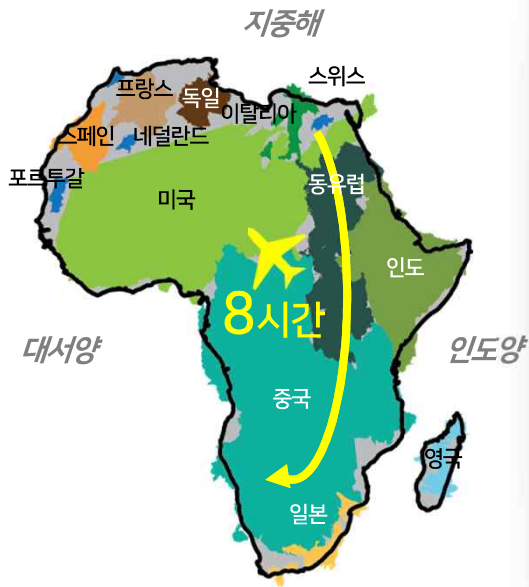 지중해
스위스
프랑스
독일
이탈리아
스페인
네덜란드
포르투갈
미국
동유럽
인도
8시간
대서양
인도양
중국
영국
일본